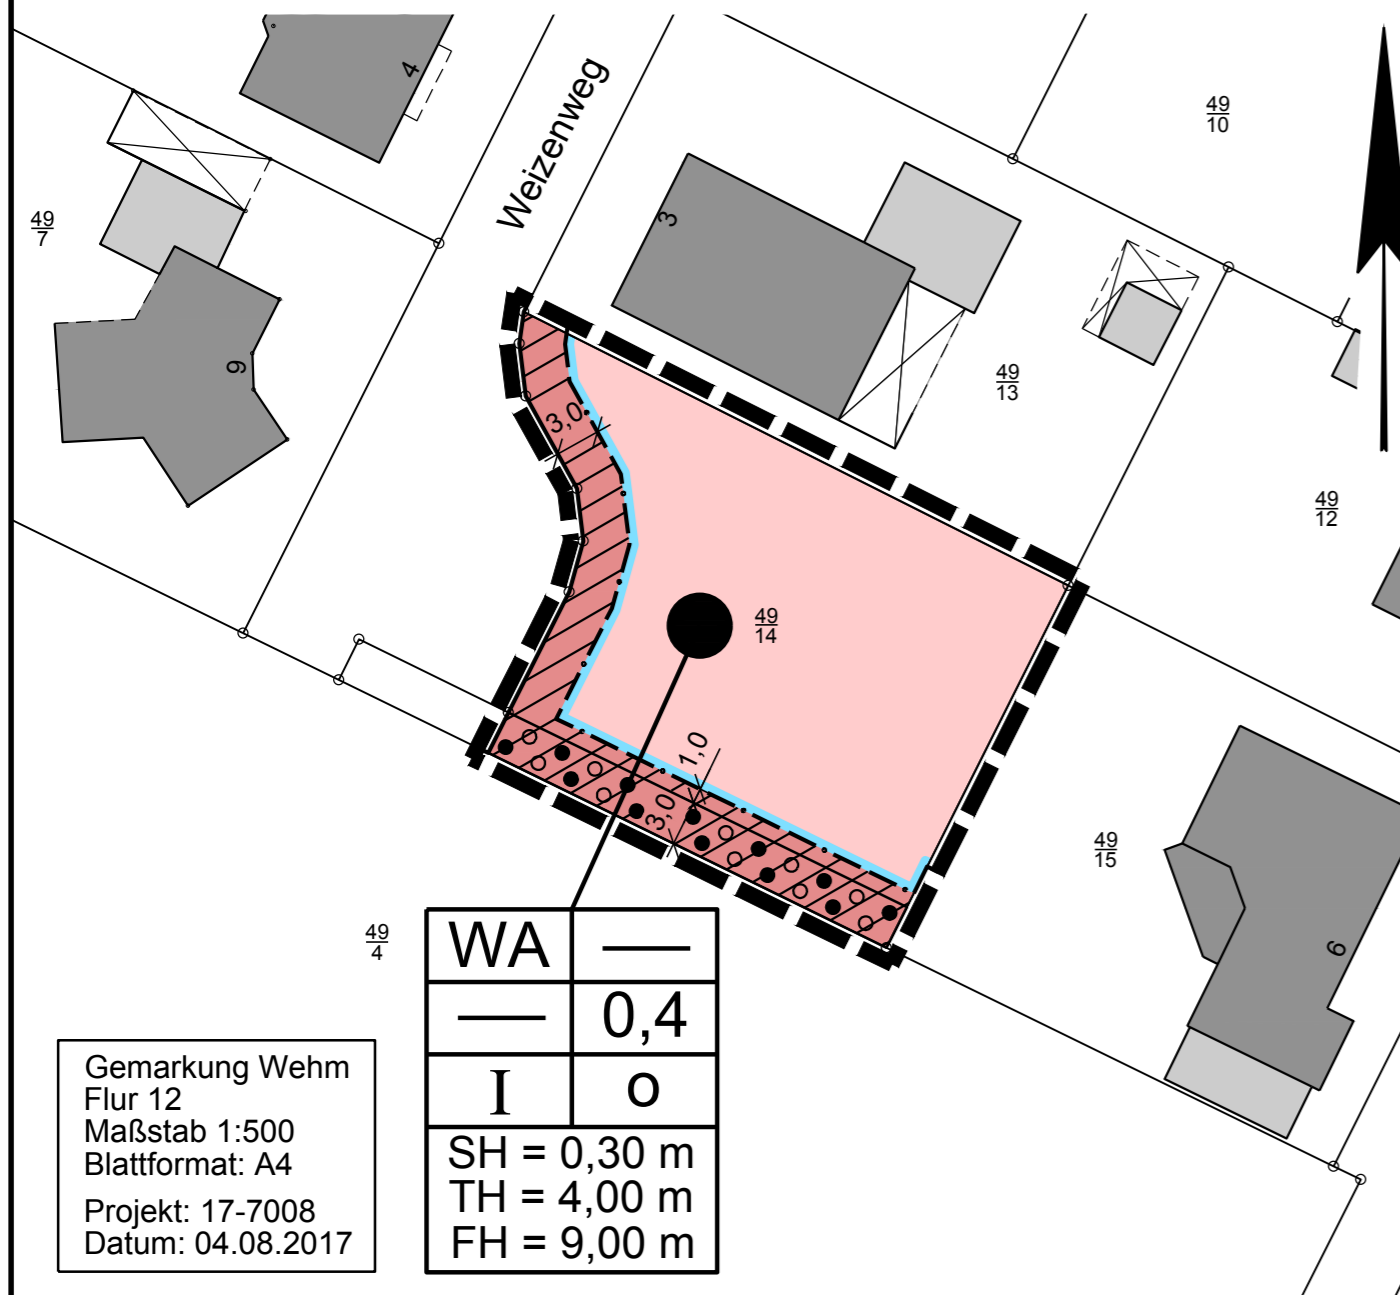 4
Weizenweg
49
10
49
7
3
9
49
13
3,0
49
12
49
14
1,0
3,0
49
15
6
49
4
WA —
— 0,4
I o
SH = 0,30 m
TH = 4,00 m
FH = 9,00 m
Gemarkung Wehm
Flur 12
Maßstab 1:500
Blattformat: A4
Projekt: 17-7008
Datum: 04.08.2017